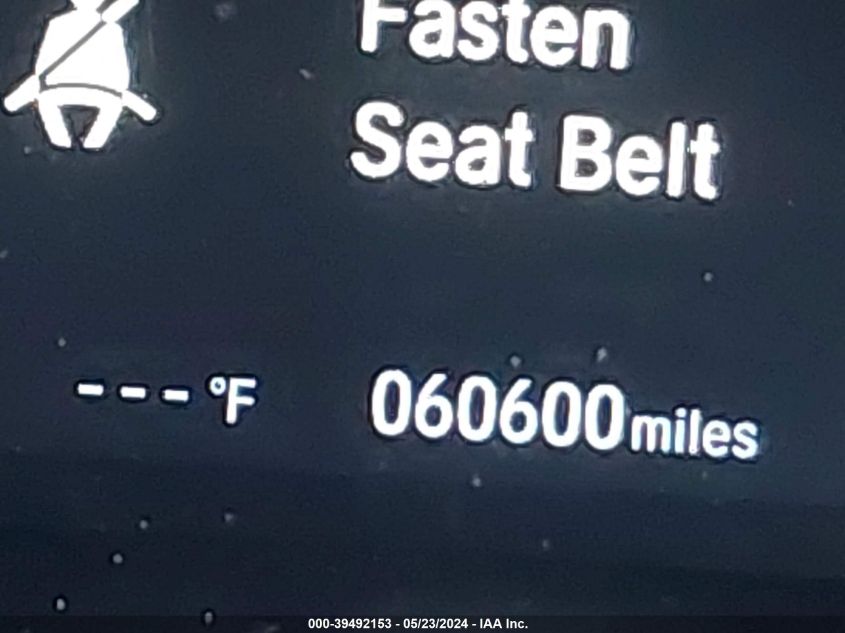 Fasten
Seat Belt
---°F 060600miles
000-39492153 - 05/23/2024 - IAA Inc.